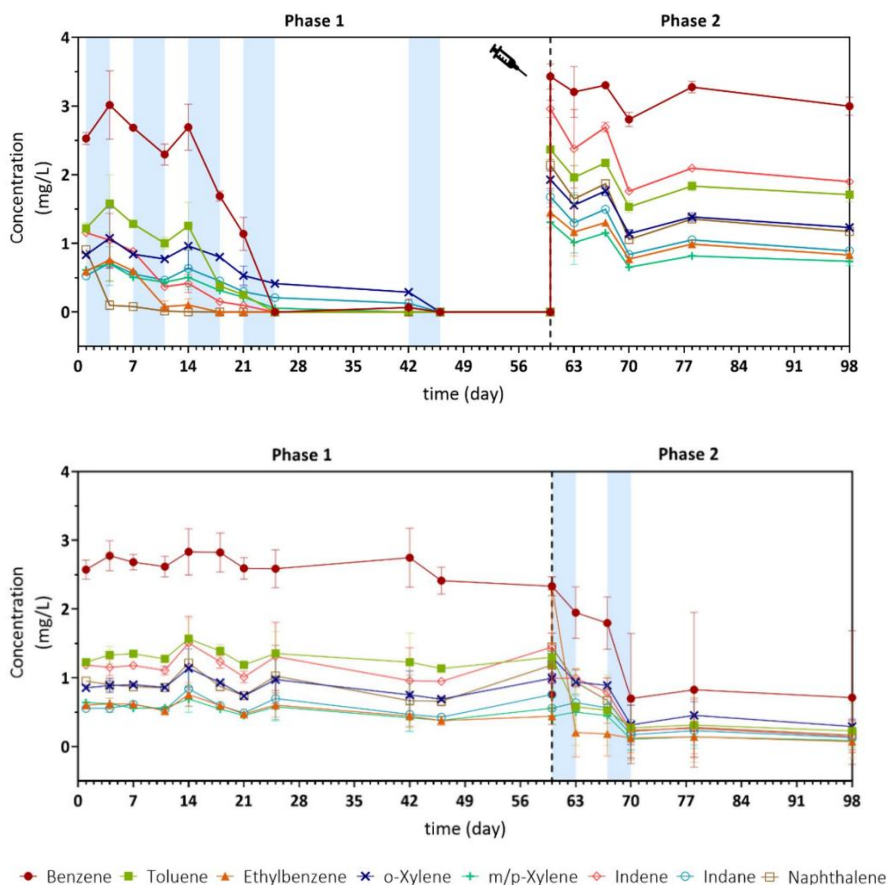 Phase 1 Phase 2
Concentration
(mg/L)
4
3
2
1
0
0 7 14 21 28 35 42 49 56 63 70 77 84 91 98
time (day)
Phase 1 Phase 2
Concentration
(mg/L)
4
3
2
1
0
0 7 14 21 28 35 42 49 56 63 70 77 84 91 98
time (day)
Benzene Toluene Ethylbenzene o-Xylene m/p-Xylene Indene Indane Naphthalene